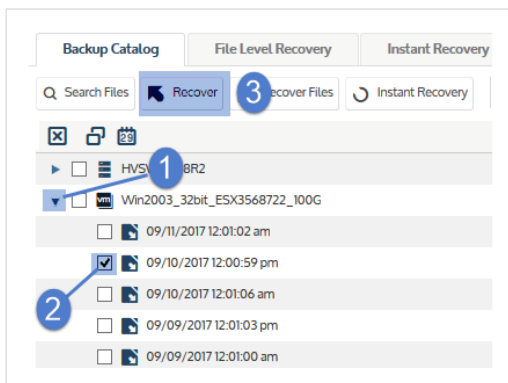 Backup Catalog File Level Recovery Instant Recovery
Search Files Recover 3 ecover Files Instant Recovery
29
1 8R2
vm Win2003_32bit_ESX3568722_100G
09/11/2017 12:01:02 am
09/10/2017 12:00:59 pm
2 09/10/2017 12:01:06 am
09/09/2017 12:01:03 pm
09/09/2017 12:01:00 am